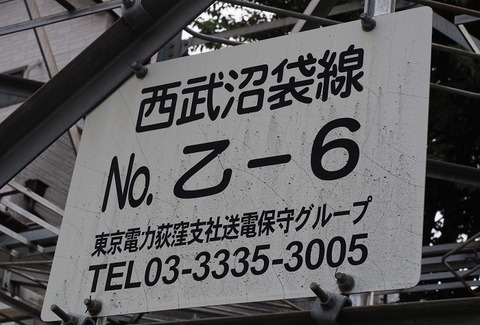 西武沼袋線
No. 乙－6
東京電力荻窪支社送電保守グループ
TEL03-3335-3005